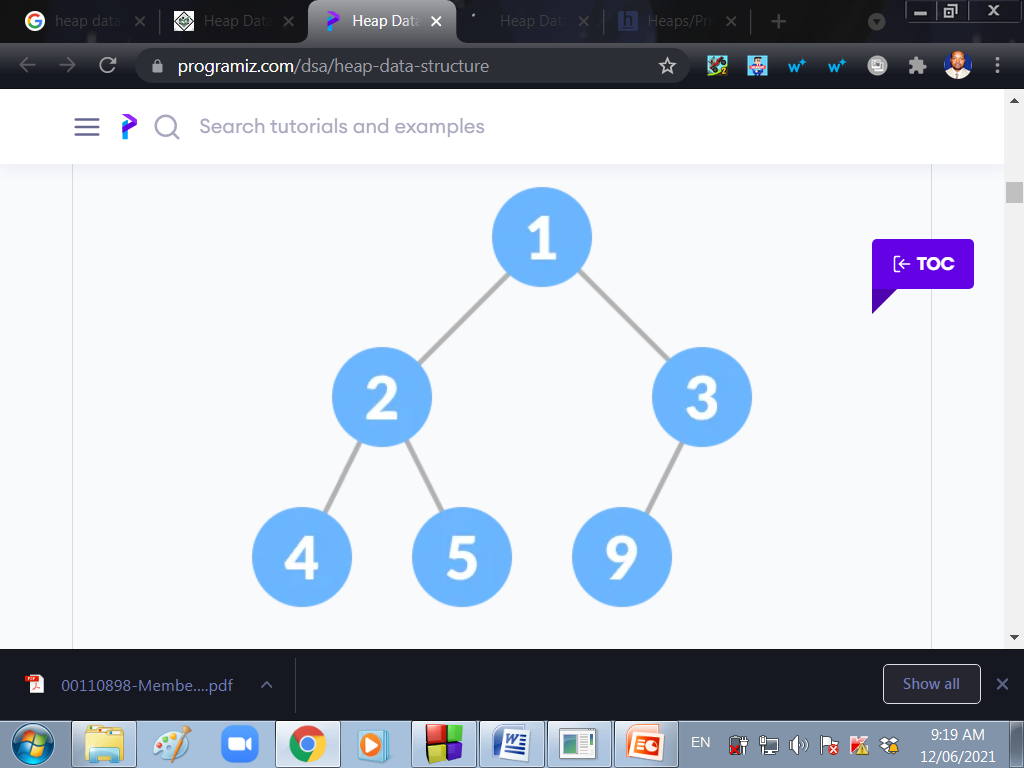 heap data
Heap Data
Heap Data
Heap Data
Heaps/Pri
programiz.com/dsa/heap-data-structure
Search tutorials and examples
1
TOC
2
3
4
5
9
00110898-Membe....pdf
Show all
EN
9:19 AM
12/06/2021